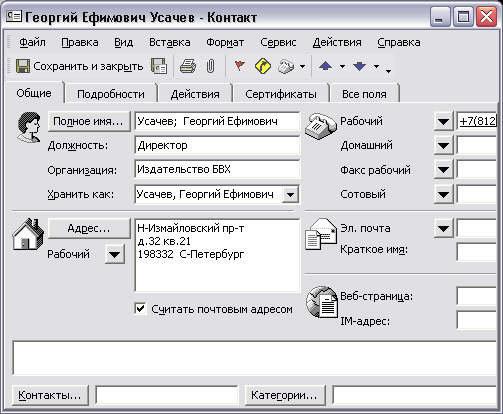 Георгий Ефимович Усачев - Контакт
Файл Правка Вид Вставка Формат Сервис Действия Справка
Сохранить и закрыть
Общие Подробности Действия Сертификаты Все поля
Полное имя... Усачев; Георгий Ефимович Рабочий +7(812
Должность: Директор Домашний
Организация: Издательство БВХ Факс рабочий
Хранить как: Усачев, Георгий Ефимович Сотовый
Адрес... Н-Измайловский пр-т Эл. почта
д.32 кв.21
Рабочий 198332 С-Петербург Краткое имя:
Веб-страница:
Считать почтовым адресом IM-адрес:
Контакты... Категории...